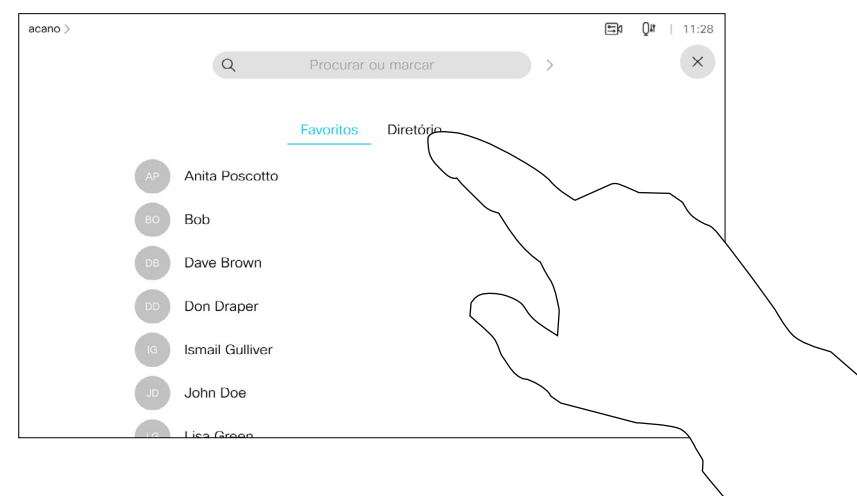 acano > 11:28
Procurar ou marcar
Favoritos Diretório
AP Anita Poscotto
BO Bob
DB Dave Brown
DD Don Draper
IG Ismail Gulliver
JD John Doe
LG Lisa Green